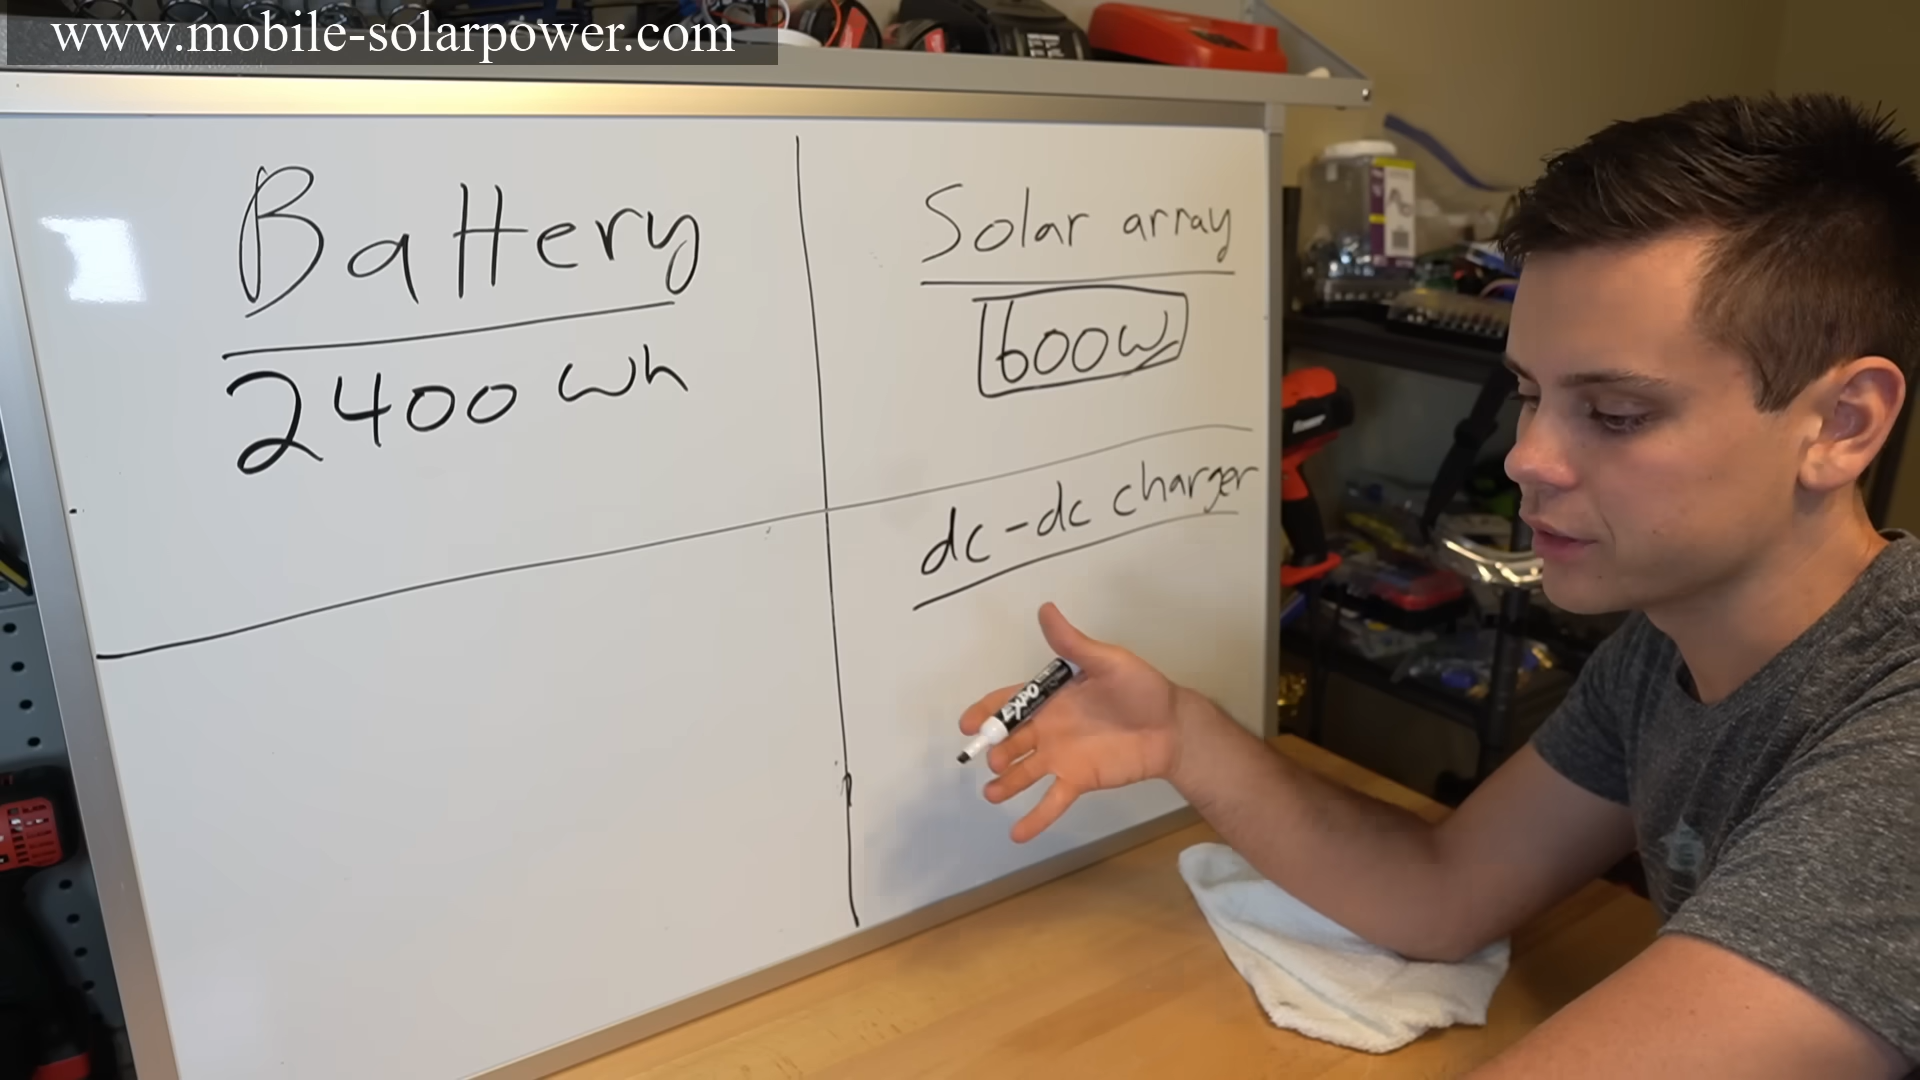 www.mobile-solarpower.com
Battery
2400 Wh
Solar array
600W
dc-dc charger
EXPO